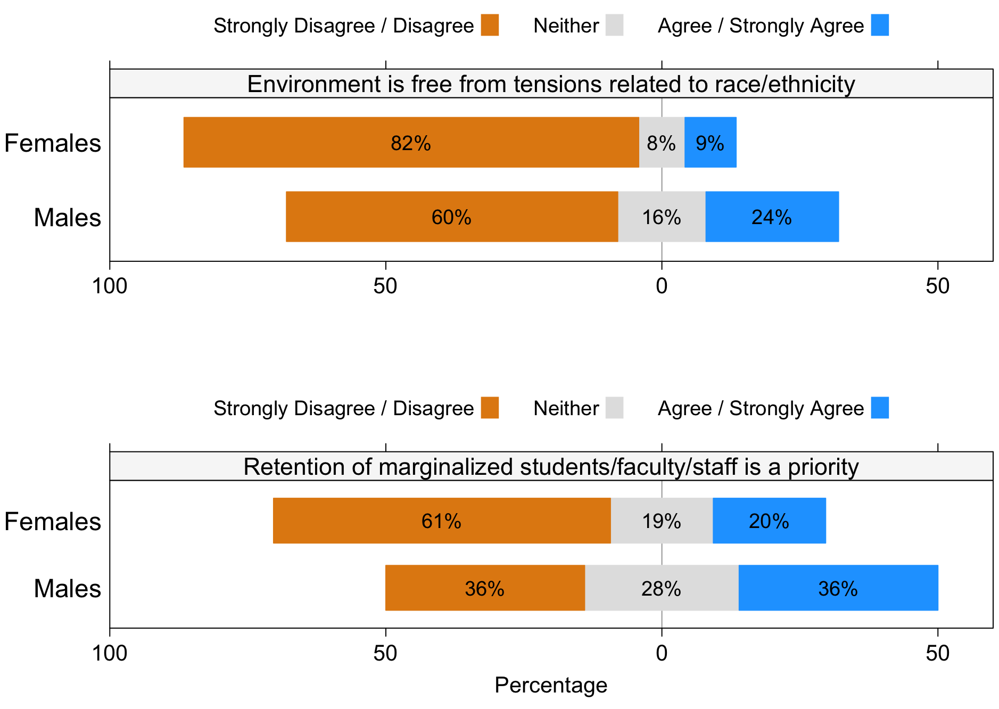 Strongly Disagree / Disagree Neither Agree / Strongly Agree
Environment is free from tensions related to race/ethnicity
Females 82% 8% 9%
Males 60% 16% 24%
100 50 0 50
Strongly Disagree / Disagree Neither Agree / Strongly Agree
Retention of marginalized students/faculty/staff is a priority
Females 61% 19% 20%
Males 36% 28% 36%
100 50 0 50
Percentage